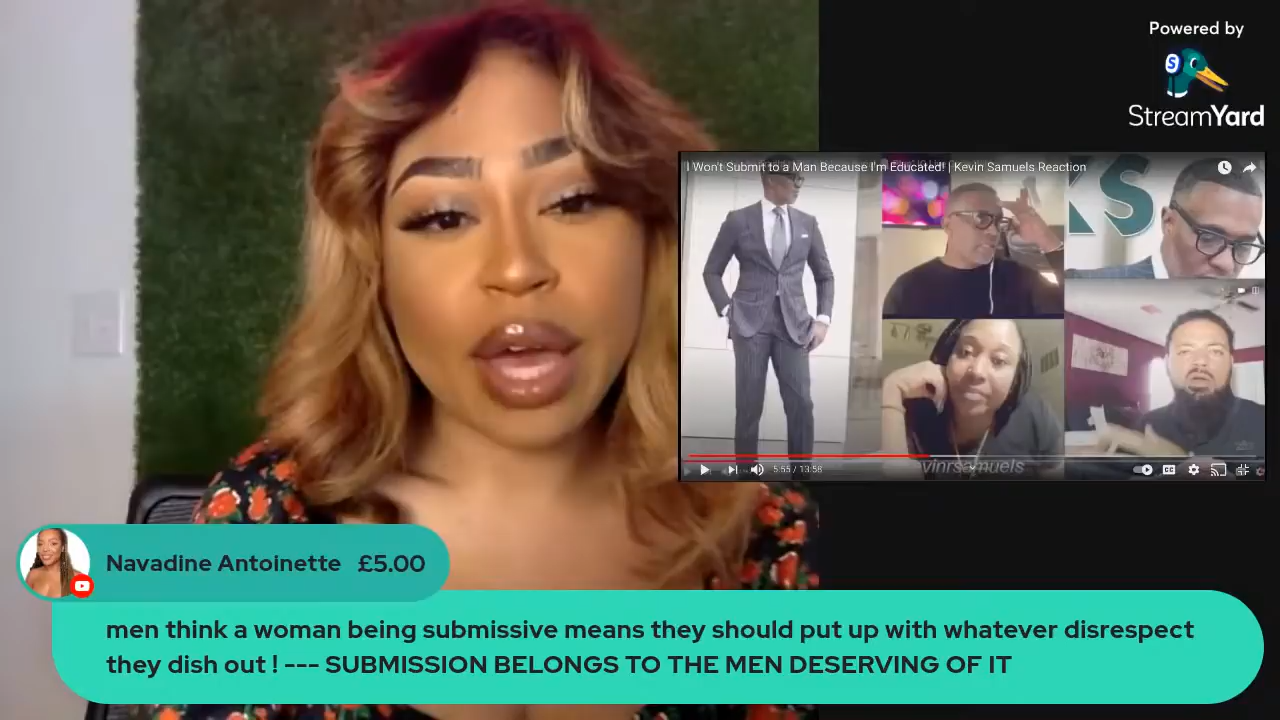 Powered by
StreamYard
I Won't Submit to a Man Because I'm Educated! | Kevin Samuels Reaction
KS
5:55 / 13:58
Navadine Antoinette £5.00
men think a woman being submissive means they should put up with whatever disrespect
they dish out ! --- SUBMISSION BELONGS TO THE MEN DESERVING OF IT